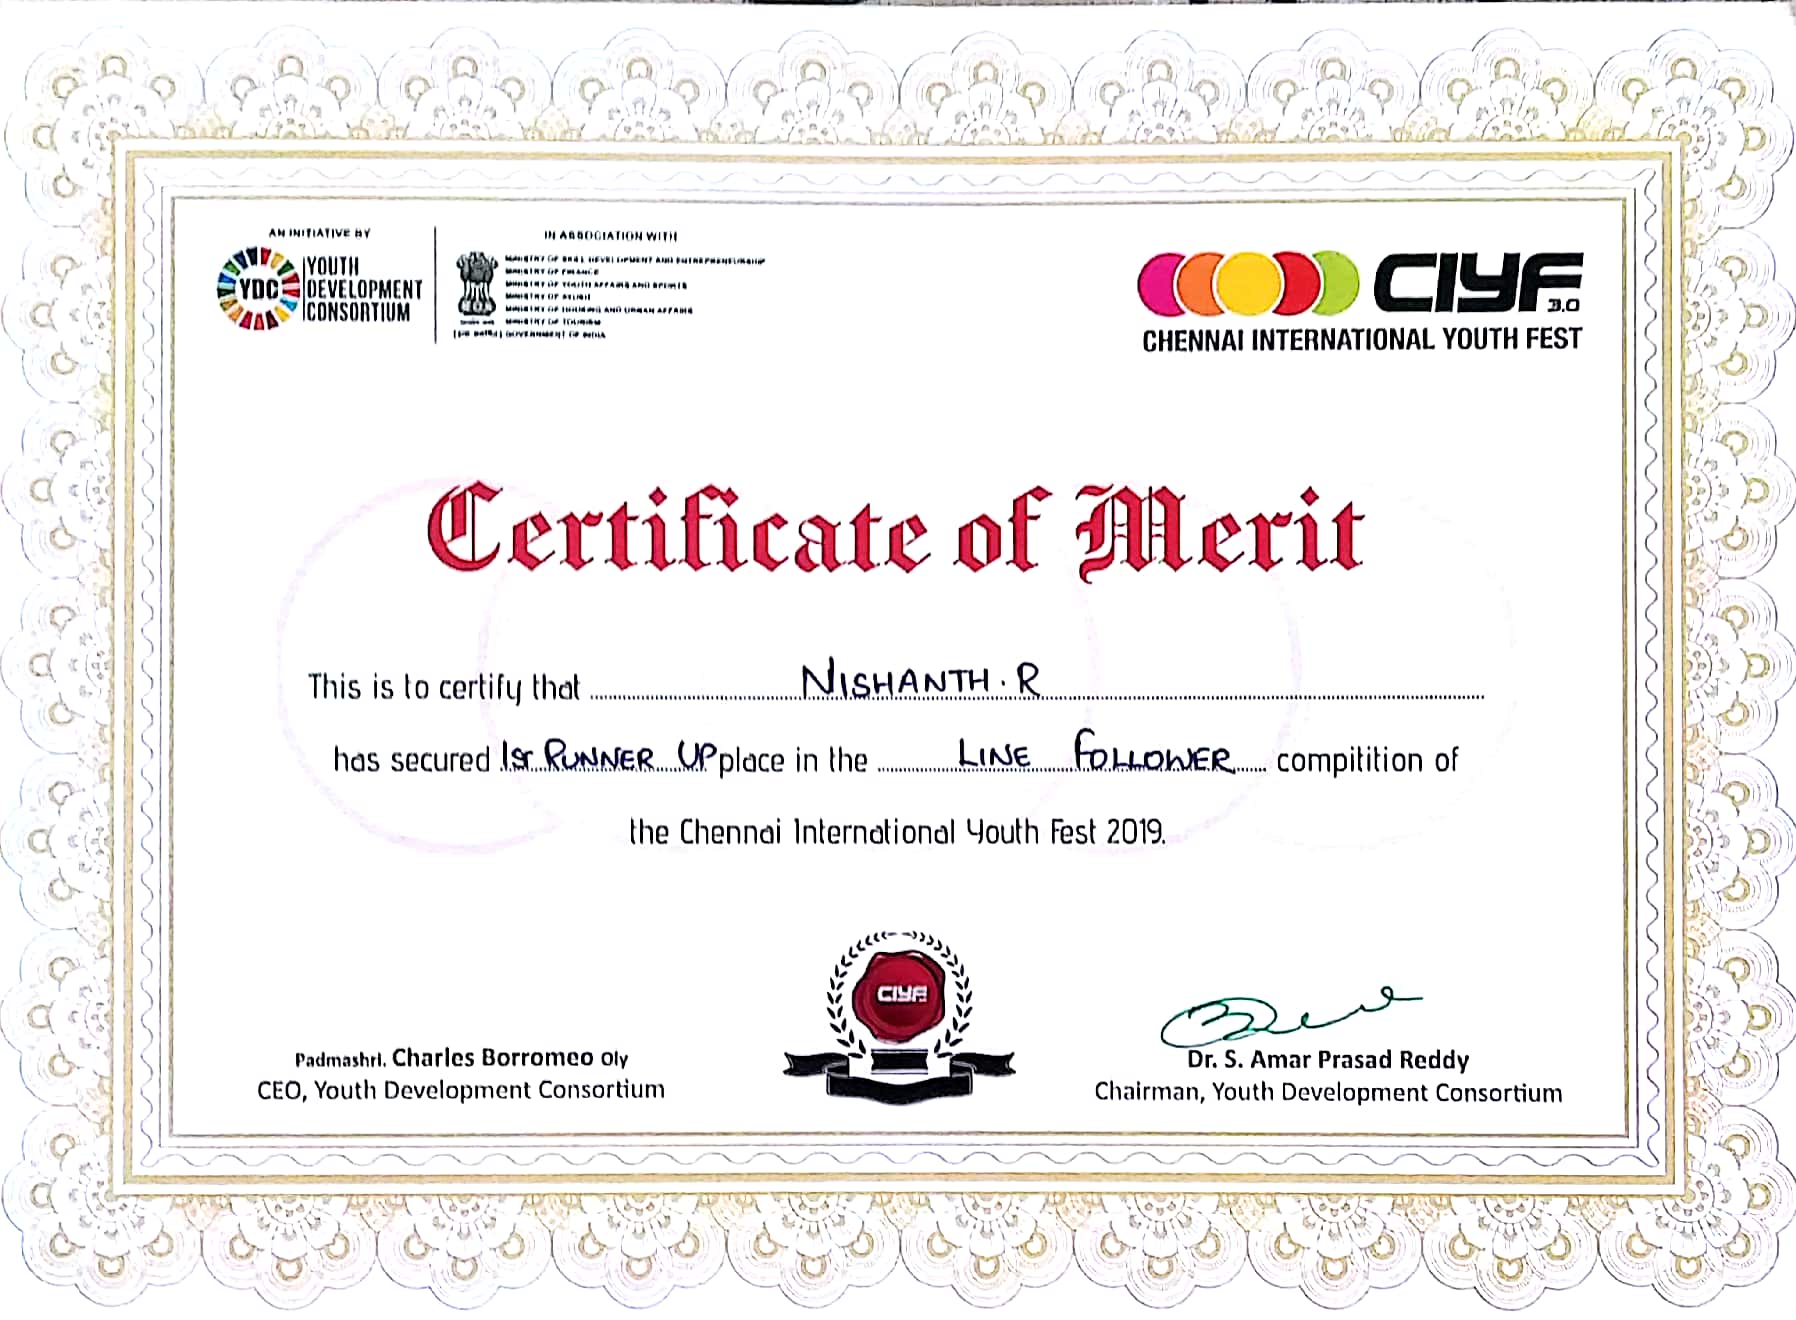 AN INITIATIVE BY
YDC
YOUTH
DEVELOPMENT
CONSORTIUM
IN ASSOCIATION WITH
MINISTRY OF SKILL DEVELOPMENT AND ENTREPRENEURSHIP
MINISTRY OF FINANCE
MINISTRY OF YOUTH AFFAIRS AND SPORTS
MINISTRY OF AYUSH
MINISTRY OF HOUSING AND URBAN AFFAIRS
MINISTRY OF TOURISM
GOVERNMENT OF INDIA
CIYF
3.0
CHENNAI INTERNATIONAL YOUTH FEST
Certificate of Merit
This is to certify that NISHANTH. R
has secured 1ST RUNNER UP place in the LINE FOLLOWER compitition of
the Chennai International Youth Fest 2019.
CIYF
Padmashri. Charles Borromeo Oly
CEO, Youth Development Consortium
Dr. S. Amar Prasad Reddy
Chairman, Youth Development Consortium